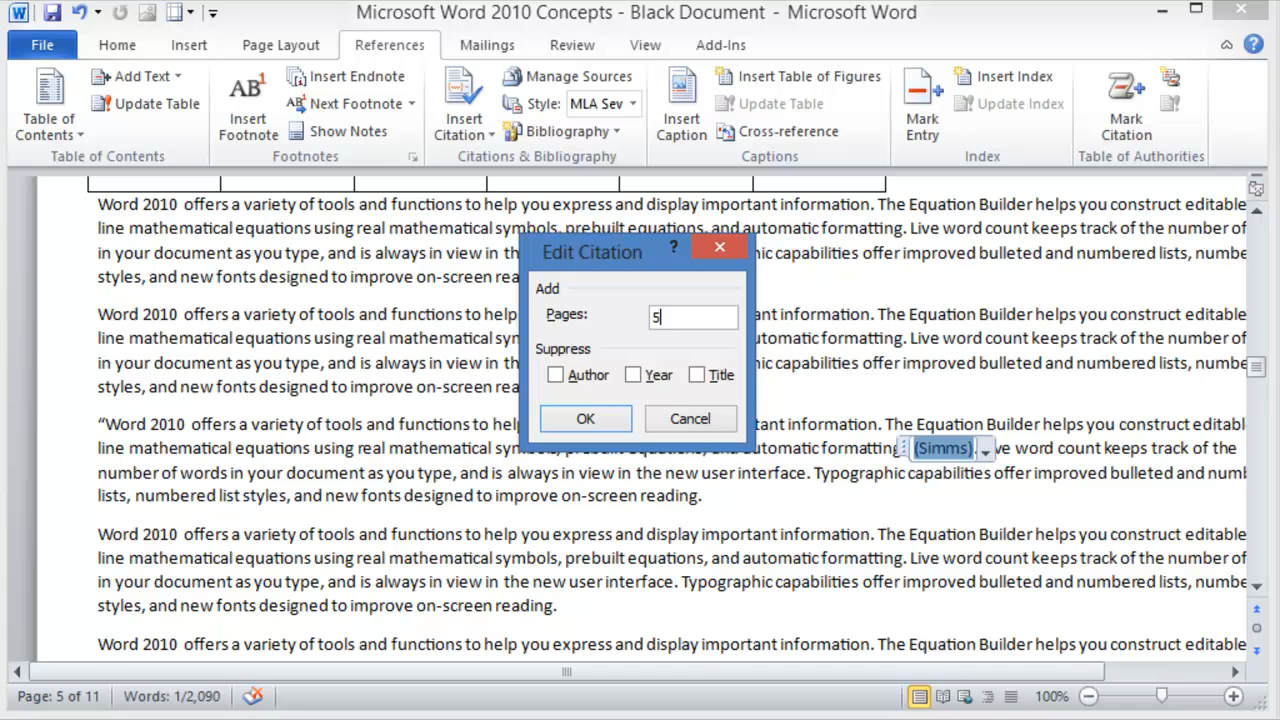 Microsoft Word 2010 Concepts - Black Document - Microsoft Word
File Home Insert Page Layout References Mailings Review View Add-Ins
Table of Contents
Add Text
Update Table
Table of Contents
AB1
Insert Footnote
Insert Endnote
AB1 Next Footnote
Show Notes
Footnotes
Insert Citation
Manage Sources
Style: MLA Sev
Bibliography
Citations & Bibliography
Insert Caption
Insert Table of Figures
Update Table
Cross-reference
Captions
Mark Entry
Insert Index
Update Index
Index
Mark Citation
Table of Authorities
Word 2010 offers a variety of tools and functions to help you express and display important information. The Equation Builder helps you construct editable
line mathematical equations using real mathematical symbols, prebuilt equations, and automatic formatting. Live word count keeps track of the number of
in your document as you type, and is always in view in th
hic capabilities offer improved bulleted and numbered lists, numbe
styles, and new fonts designed to improve on-screen rea
Word 2010 offers a variety of tools and functions to help
tant information. The Equation Builder helps you construct editable
line mathematical equations using real mathematical sy
tomatic formatting. Live word count keeps track of the number of
in your document as you type, and is always in view in th
hic capabilities offer improved bulleted and numbered lists, numbe
styles, and new fonts designed to improve on-screen rea
“Word 2010 offers a variety of tools and functions to help
tant information. The Equation Builder helps you construct editabl
line mathematical equations using real mathematical symbols, prebuilt equations, and automatic formatting (Simms). ve word count keeps track of the
number of words in your document as you type, and is always in view in the new user interface. Typographic capabilities offer improved bulleted and numb
lists, numbered list styles, and new fonts designed to improve on-screen reading.
Word 2010 offers a variety of tools and functions to help you express and display important information. The Equation Builder helps you construct editable
line mathematical equations using real mathematical symbols, prebuilt equations, and automatic formatting. Live word count keeps track of the number of
in your document as you type, and is always in view in the new user interface. Typographic capabilities offer improved bulleted and numbered lists, numbe
styles, and new fonts designed to improve on-screen reading.
Word 2010 offers a variety of tools and functions to help you express and display important information. The Equation Builder helps you construct editable
Edit Citation ?
Add
Pages: 5
Suppress
Author Year Title
OK Cancel
Page: 5 of 11 Words: 1/2,090 100%